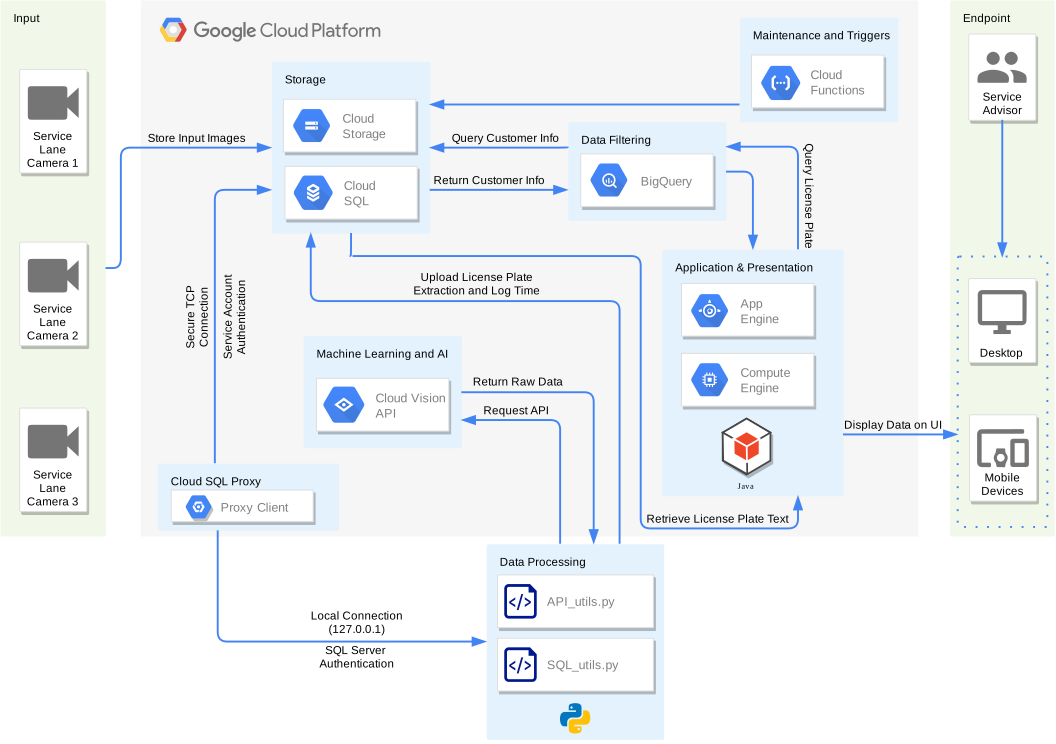 Input
Service
Lane
Camera 1
Service
Lane
Camera 2
Service
Lane
Camera 3
Google Cloud Platform
Storage
Cloud
Storage
Cloud
SQL
Maintenance and Triggers
Cloud
Functions
Store Input Images
Query Customer Info
Return Customer Info
Data Filtering
BigQuery
Query License Plate
Secure TCP
Connection
Service Account
Authentication
Upload License Plate
Extraction and Log Time
Application & Presentation
App
Engine
Compute
Engine
Java
Machine Learning and AI
Cloud Vision
API
Return Raw Data
Request API
Cloud SQL Proxy
Proxy Client
Retrieve License Plate Text
Display Data on UI
Endpoint
Service
Advisor
Desktop
Mobile
Devices
Local Connection
(127.0.0.1)
SQL Server
Authentication
Data Processing
API_utils.py
SQL_utils.py